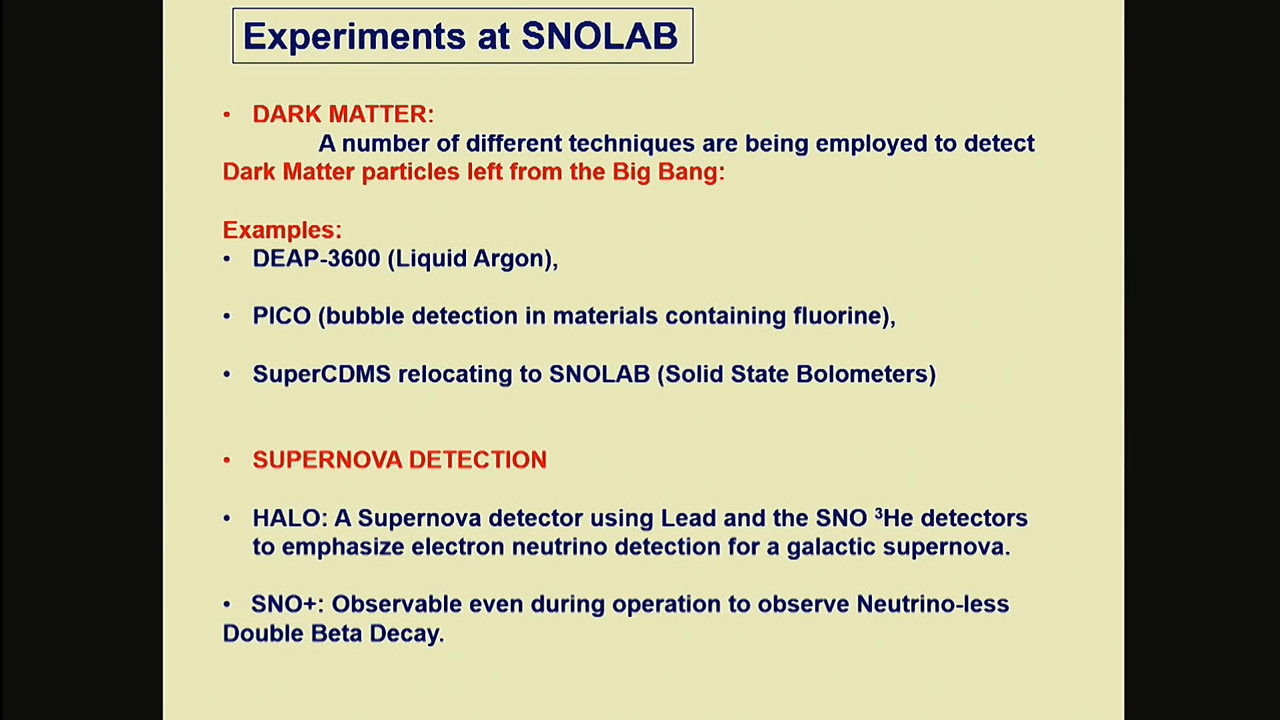 Experiments at SNOLAB
• DARK MATTER:
A number of different techniques are being employed to detect
Dark Matter particles left from the Big Bang:
Examples:
• DEAP-3600 (Liquid Argon),
• PICO (bubble detection in materials containing fluorine),
• SuperCDMS relocating to SNOLAB (Solid State Bolometers)
• SUPERNOVA DETECTION
• HALO: A Supernova detector using Lead and the SNO ³He detectors
to emphasize electron neutrino detection for a galactic supernova.
• SNO+: Observable even during operation to observe Neutrino-less
Double Beta Decay.